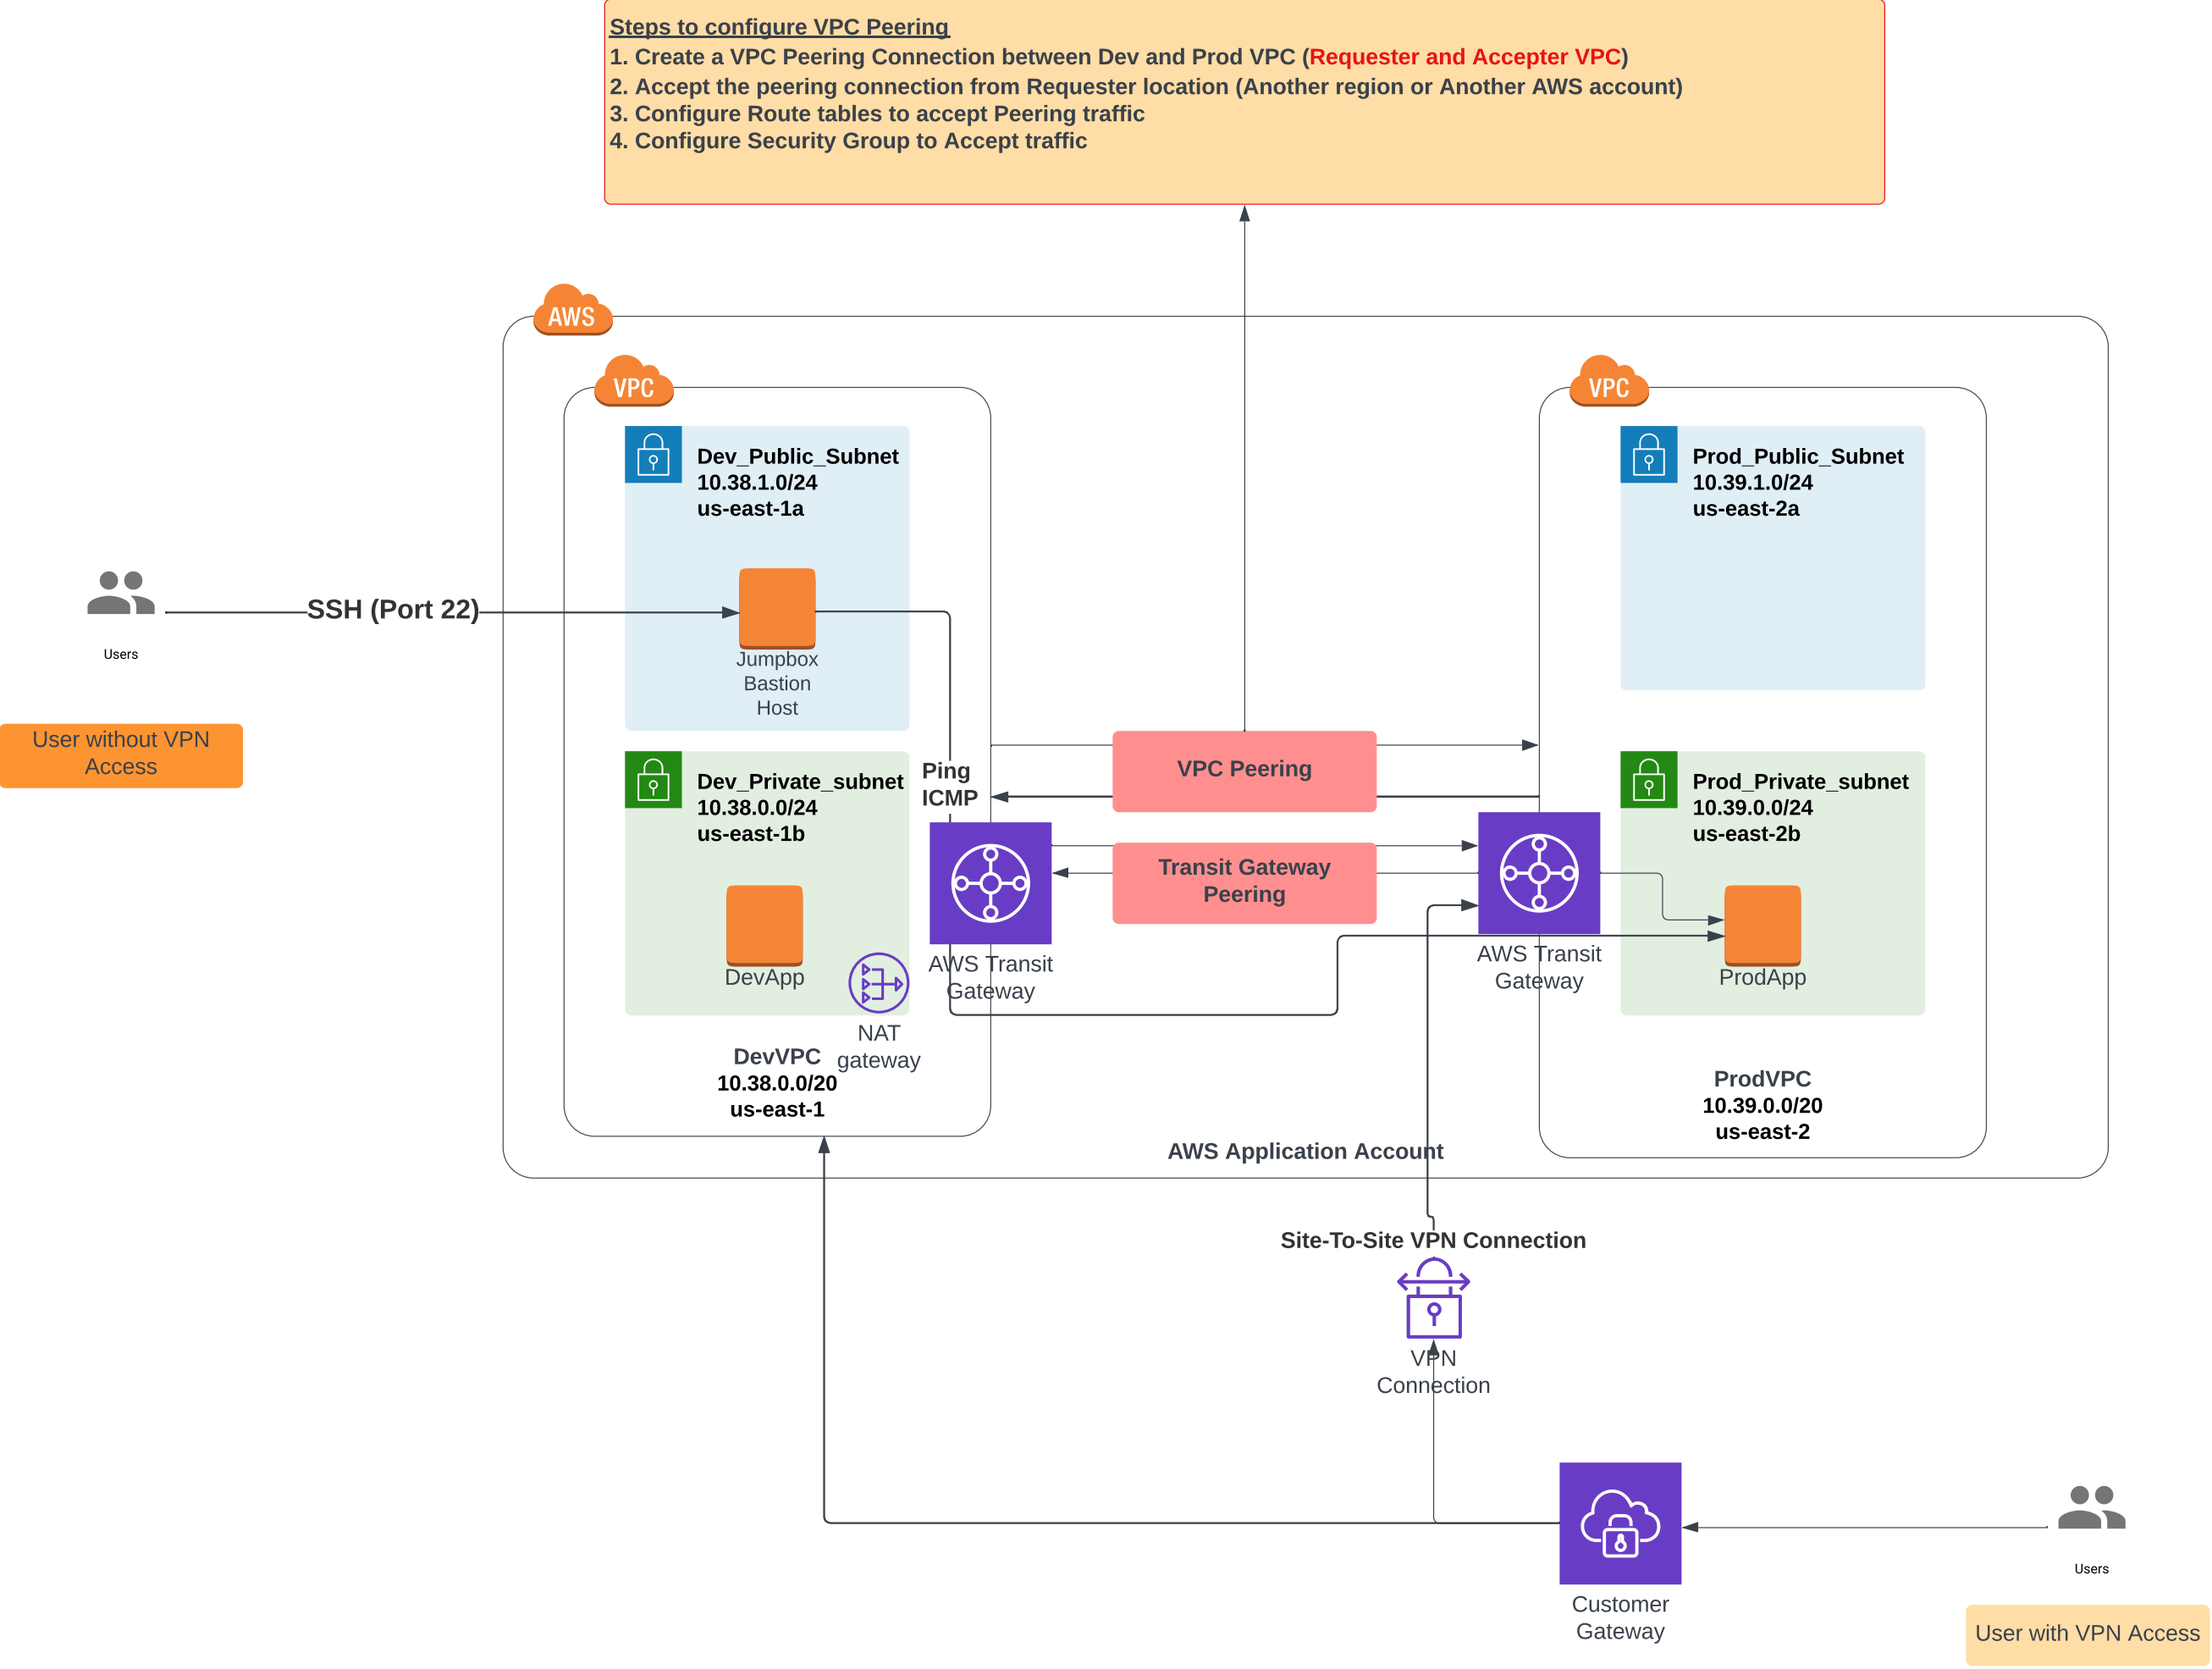 Steps to configure VPC Peering
1. Create a VPC Peering Connection between Dev and Prod VPC (Requester and Accepter VPC)
2. Accept the peering connection from Requester location (Another region or Another AWS account)
3. Configure Route tables to accept Peering traffic
4. Configure Security Group to Accept traffic
AWS
VPC
Dev_Public_Subnet
10.38.1.0/24
us-east-1a
Jumpbox
Bastion
Host
VPC
Prod_Public_Subnet
10.39.1.0/24
us-east-2a
Users
SSH (Port 22)
User without VPN
Access
Dev_Private_subnet
10.38.0.0/24
us-east-1b
DevApp
NAT
gateway
DevVPC
10.38.0.0/20
us-east-1
Ping
ICMP
AWS Transit
Gateway
VPC Peering
Transit Gateway
Peering
AWS Transit
Gateway
Prod_Private_subnet
10.39.0.0/24
us-east-2b
ProdApp
ProdVPC
10.39.0.0/20
us-east-2
AWS Application Account
Site-To-Site VPN Connection
VPN
Connection
Customer
Gateway
Users
User with VPN Access